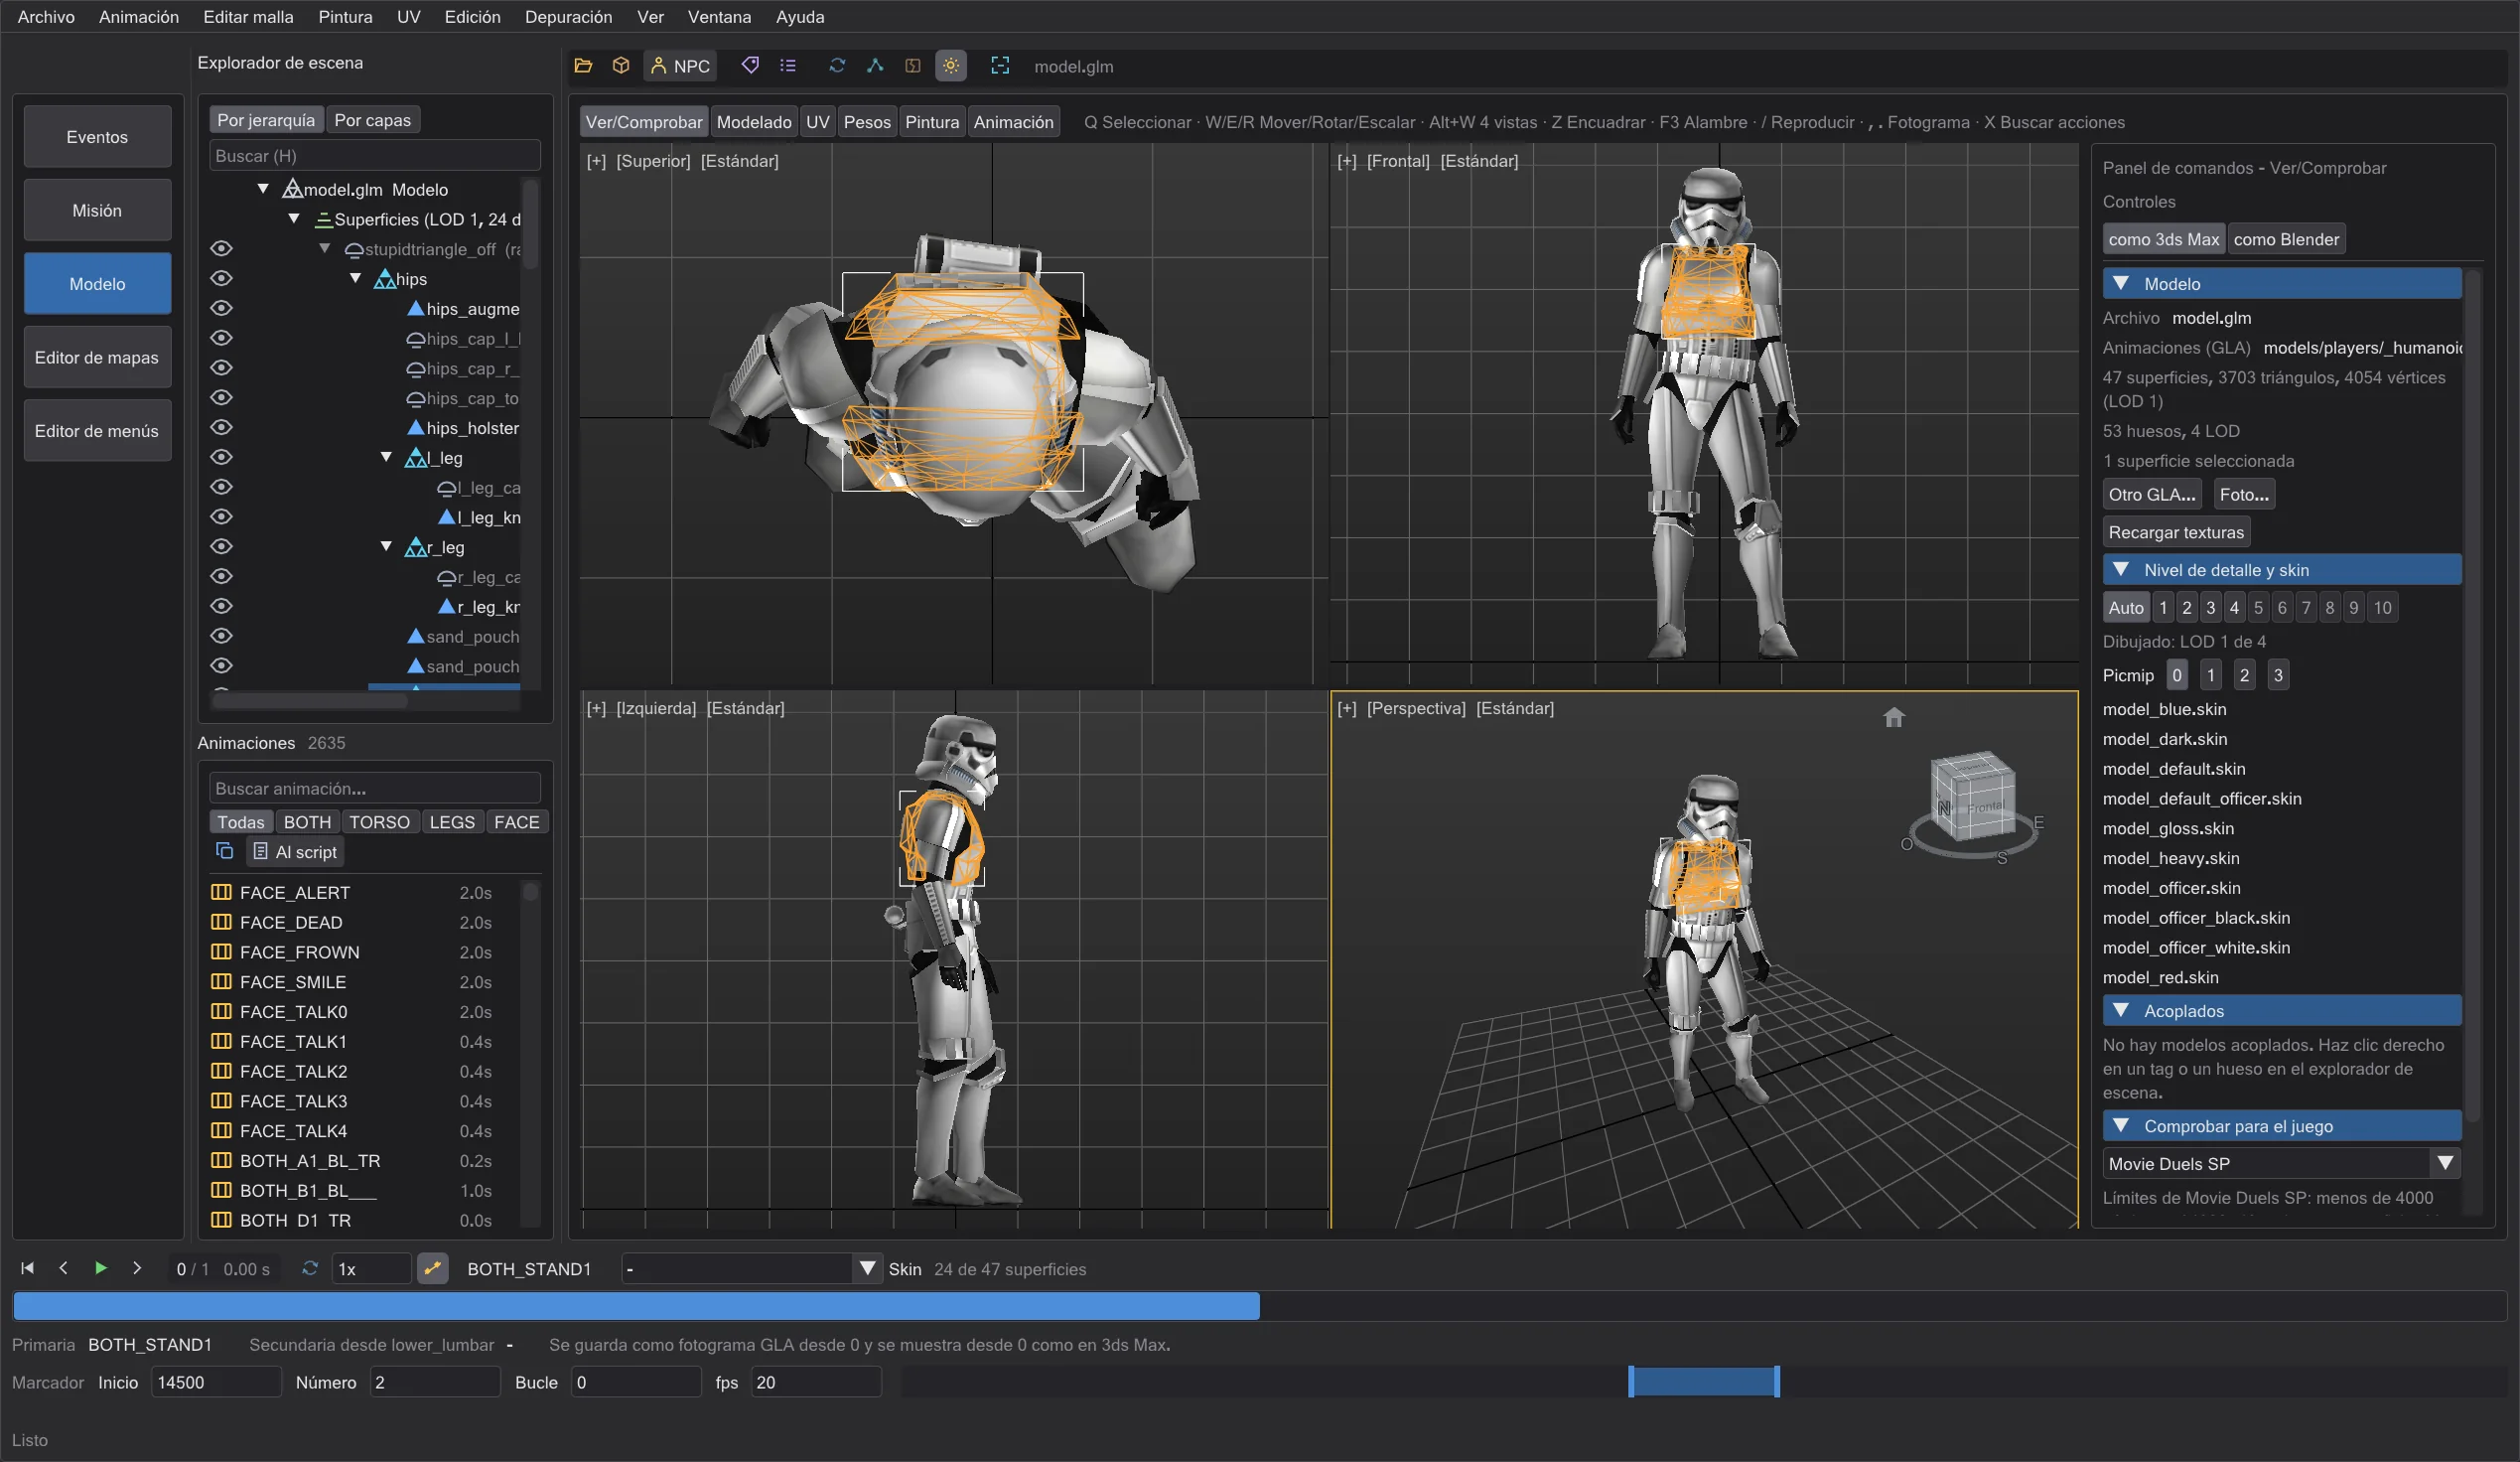 Archivo Animación Editar malla Pintura UV Edición Depuración Ver Ventana Ayuda
Explorador de escena
NPC model.glm
Eventos
Misión
Modelo
Editor de mapas
Editor de menús
Por jerarquía Por capas
Buscar (H)
model.glm Modelo
Superficies (LOD 1, 24 d
stupidtriangle_off (ra
hips
hips_augme
hips_cap_l_l
hips_cap_r_
hips_cap_to
hips_holster
l_leg
l_leg_ca
l_leg_kn
r_leg
r_leg_ca
r_leg_kn
sand_pouch
sand_pouch
Animaciones 2635
Buscar animación...
Todas BOTH TORSO LEGS FACE
Al script
FACE_ALERT 2.0s
FACE_DEAD 2.0s
FACE_FROWN 2.0s
FACE_SMILE 2.0s
FACE_TALK0 2.0s
FACE_TALK1 0.4s
FACE_TALK2 0.4s
FACE_TALK3 0.4s
FACE_TALK4 0.4s
BOTH_A1_BL_TR 0.2s
BOTH_B1_BL___ 1.0s
BOTH_D1_TR 0.0s
Ver/Comprobar Modelado UV Pesos Pintura Animación Q Seleccionar · W/E/R Mover/Rotar/Escalar · Alt+W 4 vistas · Z Encuadrar · F3 Alambre · / Reproducir · , . Fotograma · X Buscar acciones
[+] [Superior] [Estándar]
[+] [Frontal] [Estándar]
[+] [Izquierda] [Estándar]
[+] [Perspectiva] [Estándar]
Frontal
N
E
O
S
Panel de comandos - Ver/Comprobar
Controles
como 3ds Max como Blender
Modelo
Archivo model.glm
Animaciones (GLA) models/players/_humanoid
47 superficies, 3703 triángulos, 4054 vértices
(LOD 1)
53 huesos, 4 LOD
1 superficie seleccionada
Otro GLA... Foto...
Recargar texturas
Nivel de detalle y skin
Auto 1 2 3 4 5 6 7 8 9 10
Dibujado: LOD 1 de 4
Picmip 0 1 2 3
model_blue.skin
model_dark.skin
model_default.skin
model_default_officer.skin
model_gloss.skin
model_heavy.skin
model_officer.skin
model_officer_black.skin
model_officer_white.skin
model_red.skin
Acoplados
No hay modelos acoplados. Haz clic derecho
en un tag o un hueso en el explorador de
escena.
Comprobar para el juego
Movie Duels SP
Límites de Movie Duels SP: menos de 4000
0 / 1 0.00 s 1x BOTH_STAND1 - Skin 24 de 47 superficies
Primaria BOTH_STAND1 Secundaria desde lower_lumbar - Se guarda como fotograma GLA desde 0 y se muestra desde 0 como en 3ds Max.
Marcador Inicio 14500 Número 2 Bucle 0 fps 20
Listo